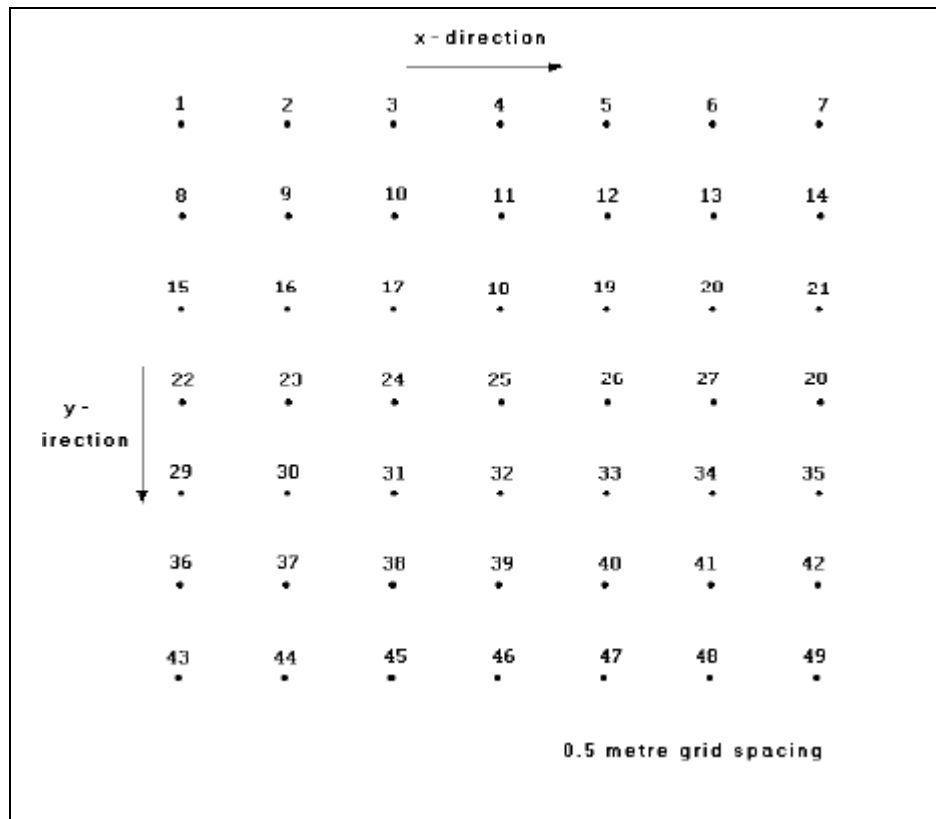 x-direction
1 2 3 4 5 6 7
8 9 10 11 12 13 14
15 16 17 10 19 20 21
22 23 24 25 26 27 20
y-
irection
29 30 31 32 33 34 35
36 37 38 39 40 41 42
43 44 45 46 47 48 49
0.5 metre grid spacing